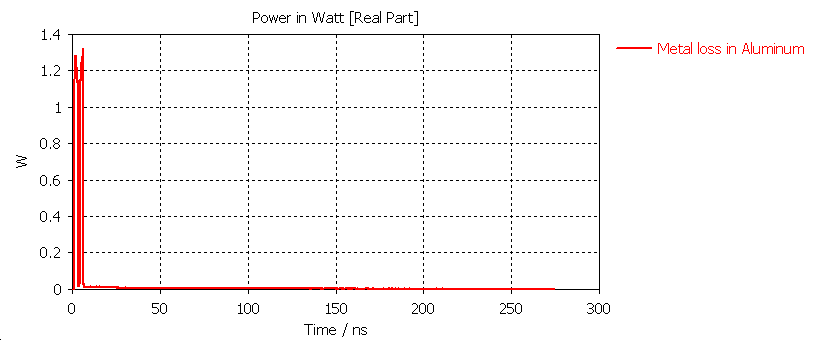 Power in Watt [Real Part]
1.4
1.2
1
0.8
0.6
0.4
0.2
0
W
0 50 100 150 200 250 300
Time / ns
Metal loss in Aluminum